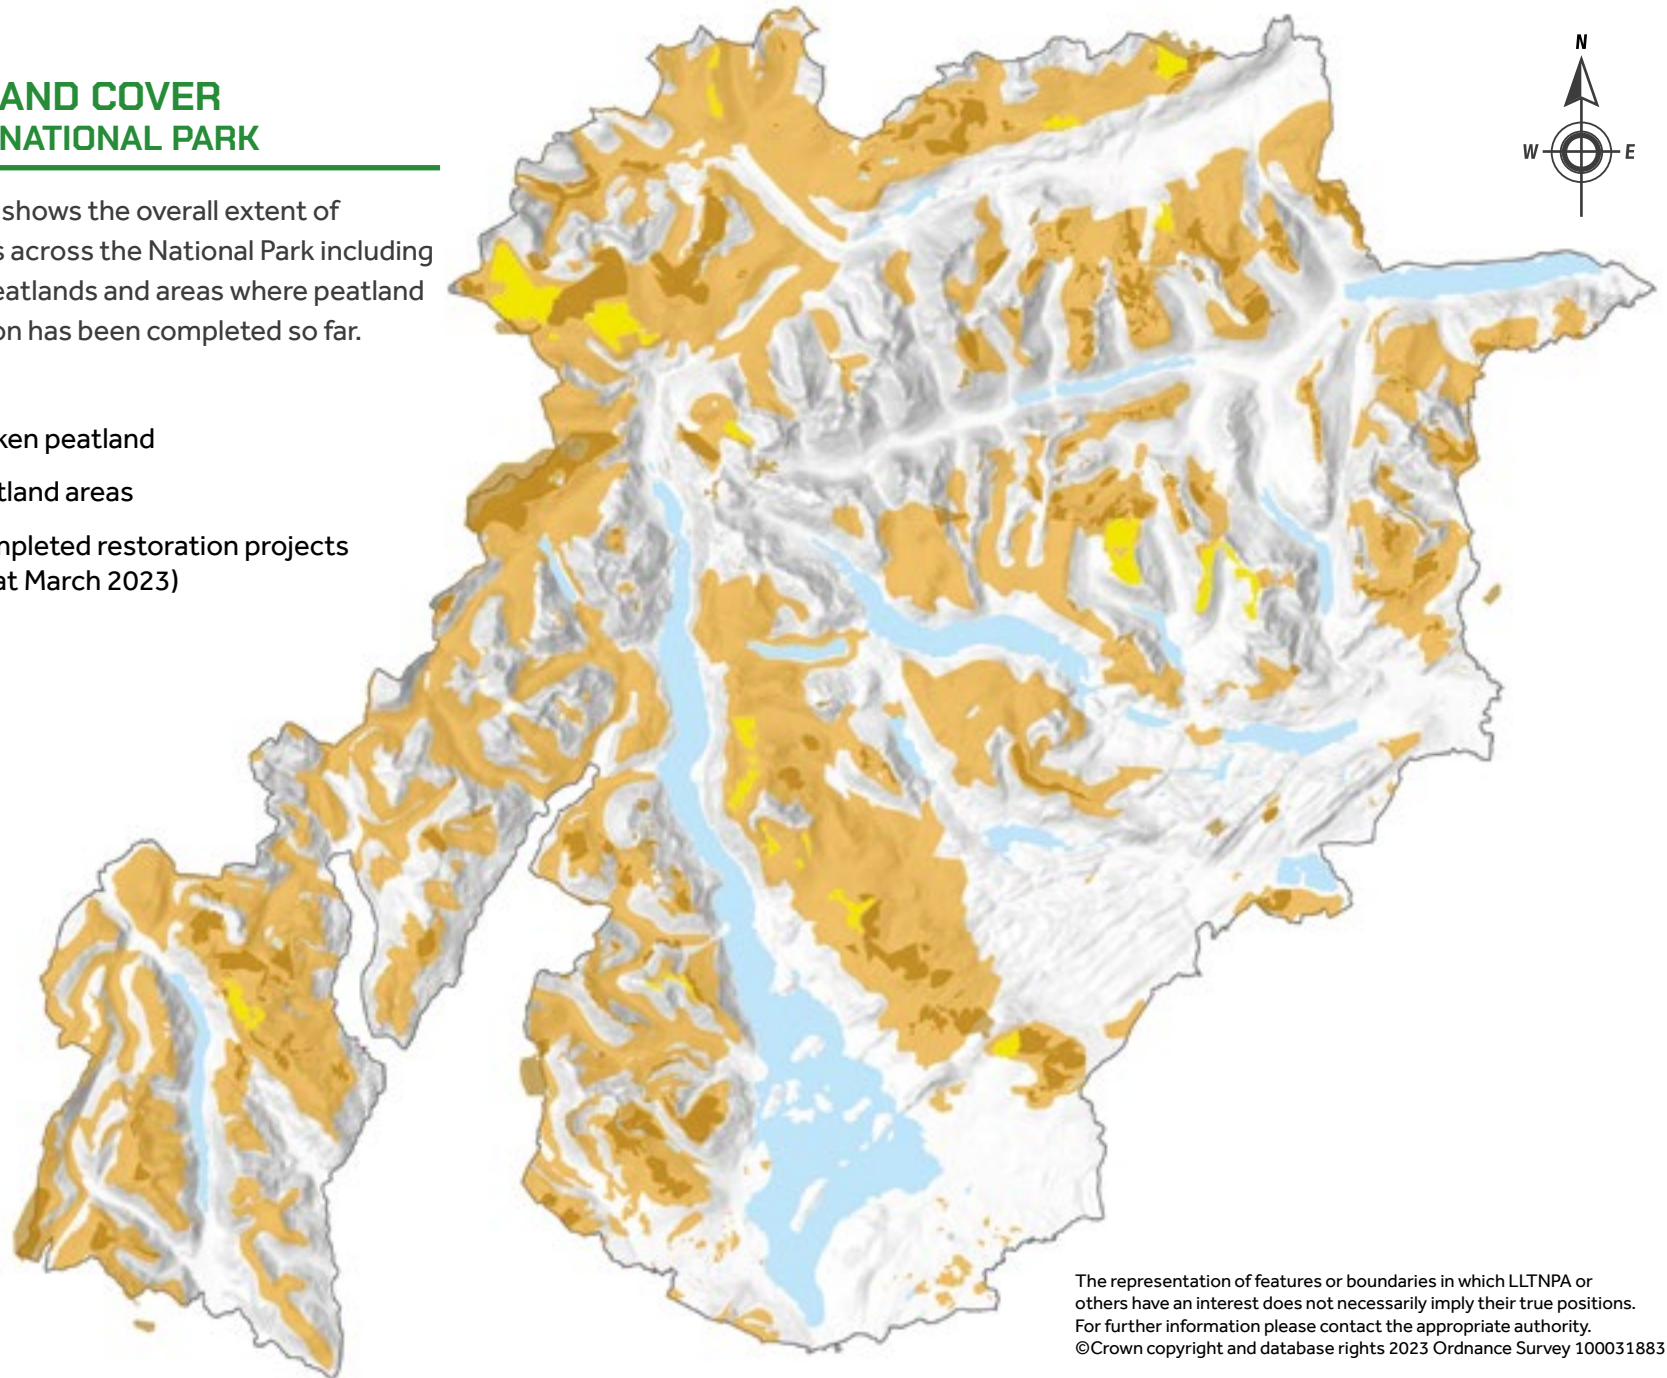 AND COVER
NATIONAL PARK
shows the overall extent of
s across the National Park including
eatlands and areas where peatland
on has been completed so far.
ken peatland
tland areas
mpleted restoration projects
at March 2023)
N
W
E
The representation of features or boundaries in which LLTNPA or
others have an interest does not necessarily imply their true positions.
For further information please contact the appropriate authority.
©Crown copyright and database rights 2023 Ordnance Survey 100031883